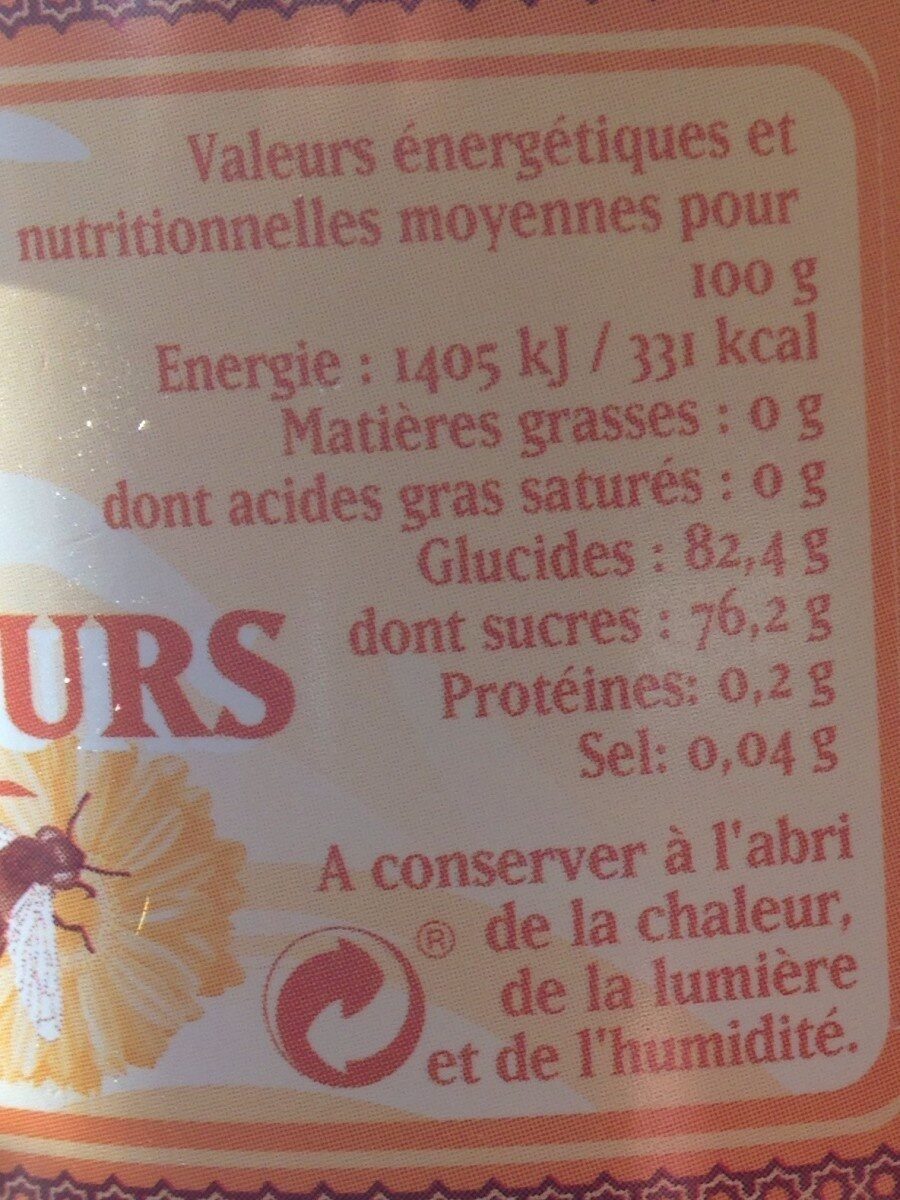 Valeurs énergétiques et
nutritionnelles moyennes pour
100 g
Energie : 1405 kJ / 331 kcal
Matières grasses : 0 g
dont acides gras saturés : 0 g
Glucides : 82,4 g
dont sucres : 76,2 g
Protéines: 0,2 g
Sel: 0,04 g
URS
A conserver à l'abri
® de la chaleur,
de la lumière
et de l'humidité.